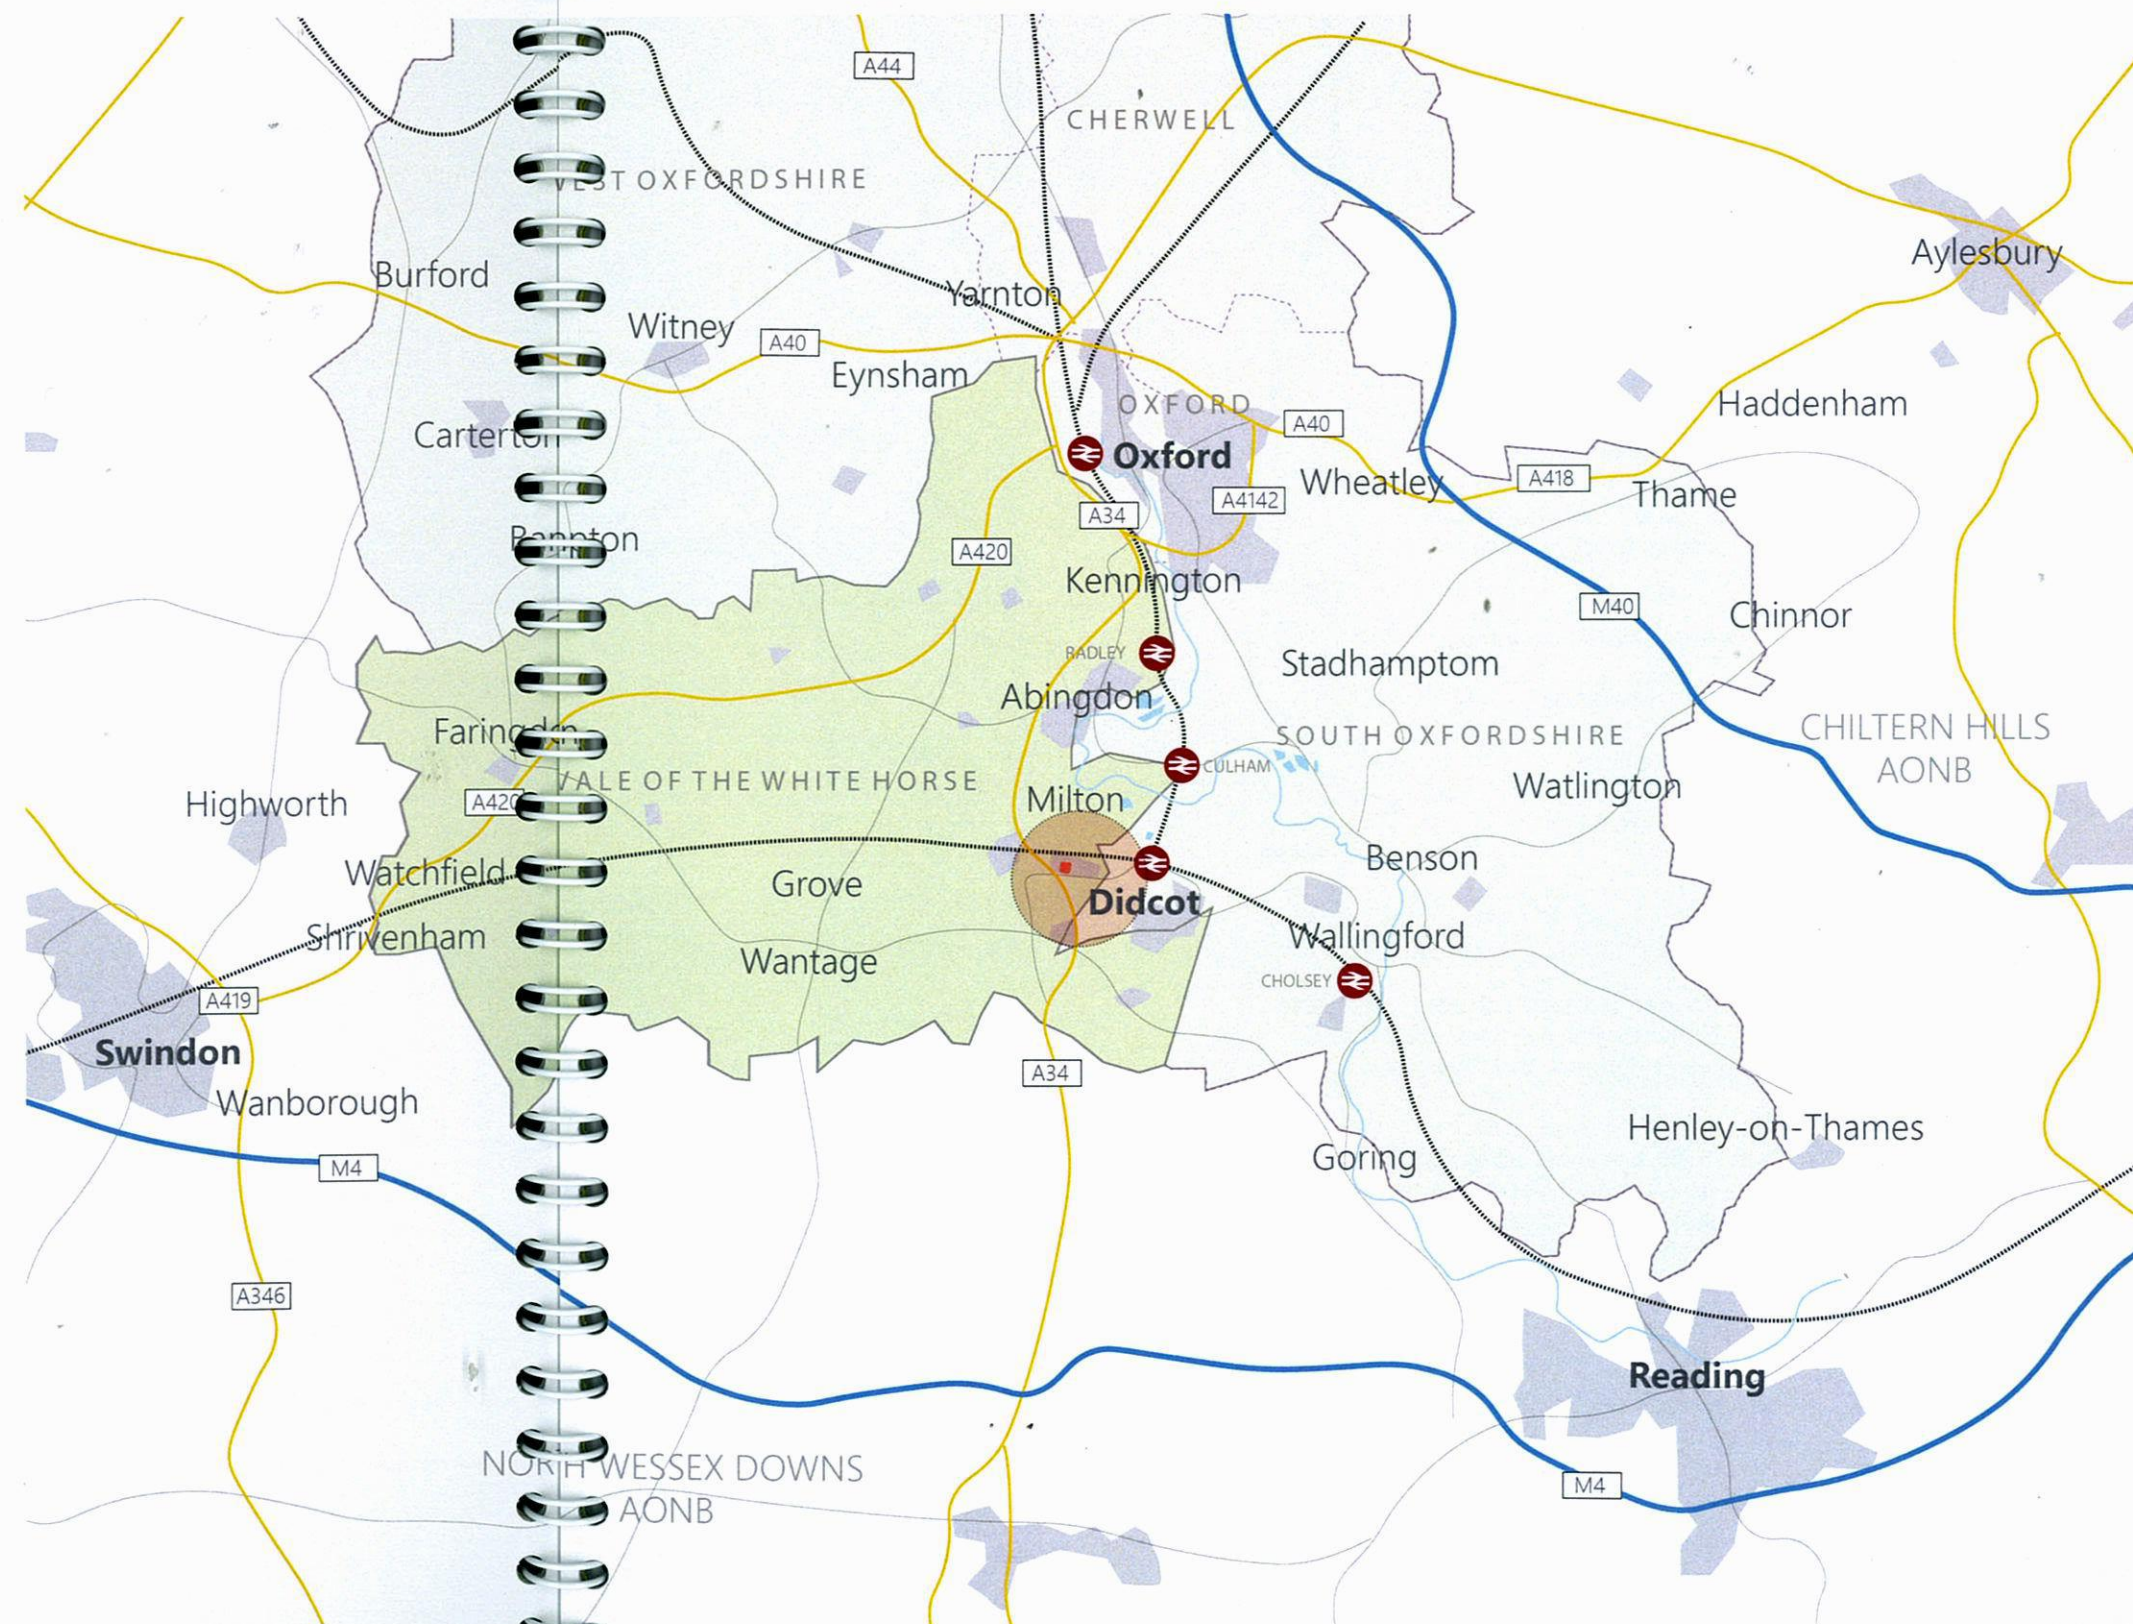 A44
CHERWELL
WEST OXFORDSHIRE
Aylesbury
Burford
Yarnton
Witney
A40
Eynsham
Haddenham
OXFORD
A40
Carterton
Oxford
Wheatley
A418
Thame
A4142
A34
Bampton
A420
Kennington
M40
Chinnor
RADLEY
Stadhamptom
Abingdon
Faringdon
SOUTH OXFORDSHIRE
CHILTERN HILLS
AONB
CULHAM
VALE OF THE WHITE HORSE
Watlington
Highworth
A420
Milton
Benson
Watchfield
Grove
Didcot
Shrivenham
Wallingford
Wantage
CHOLSEY
A419
Swindon
A34
Wanborough
Henley-on-Thames
Goring
M4
A346
Reading
NORTH WESSEX DOWNS
AONB
M4